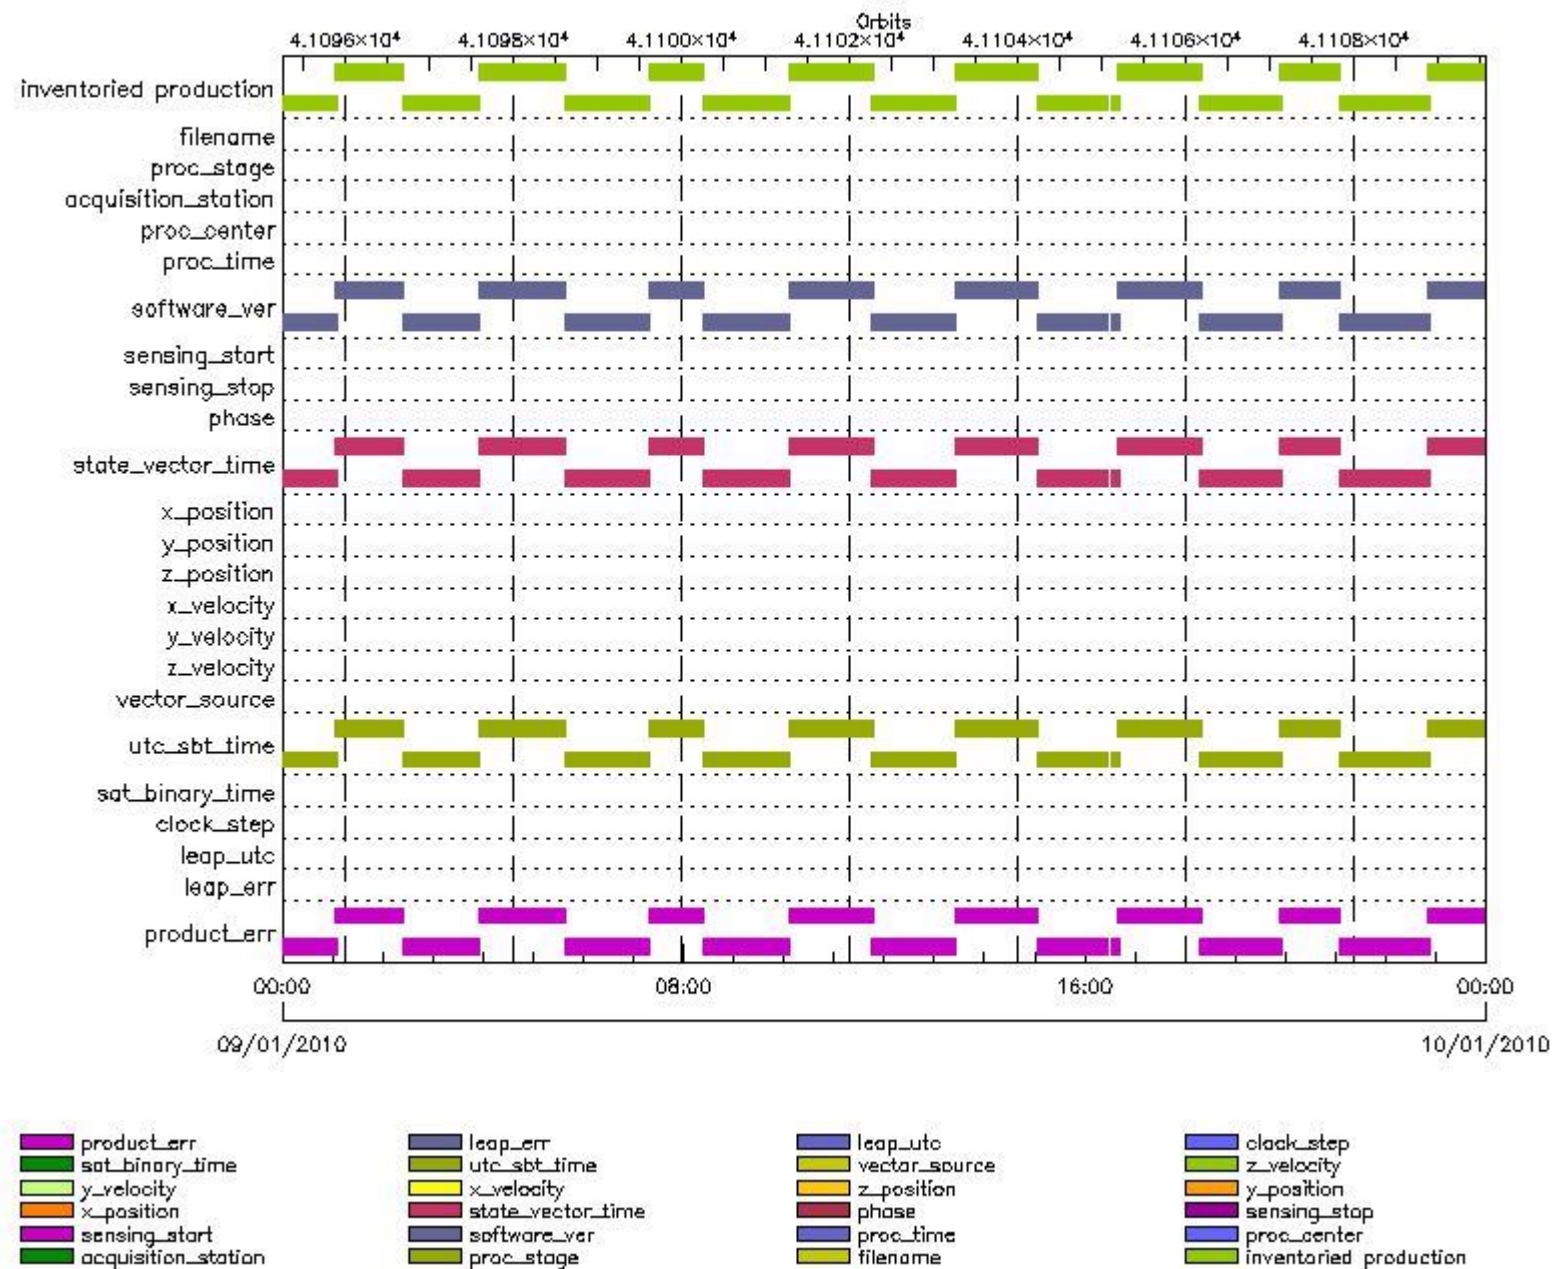 Orbits
4.1096×10⁴ 4.1098×10⁴ 4.1100×10⁴ 4.1102×10⁴ 4.1104×10⁴ 4.1106×10⁴ 4.1108×10⁴
inventoried production
filename
proc_stage
acquisition_station
proc_center
proc_time
software_ver
sensing_start
sensing_stop
phase
state_vector_time
x_position
y_position
z_position
x_velocity
y_velocity
z_velocity
vector_source
utc_sbt_time
sat_binary_time
clock_step
leap_utc
leap_err
product_err
00:00 08:00 16:00 00:00
09/01/2010 10/01/2010
product_err leap_err leap_utc clock_step
sat_binary_time utc_sbt_time vector_source z_velocity
y_velocity x_velocity z_position y_position
x_position state_vector_time phase sensing_stop
sensing_start software_ver proc_time proc_center
acquisition_station proc_stage filename inventoried production